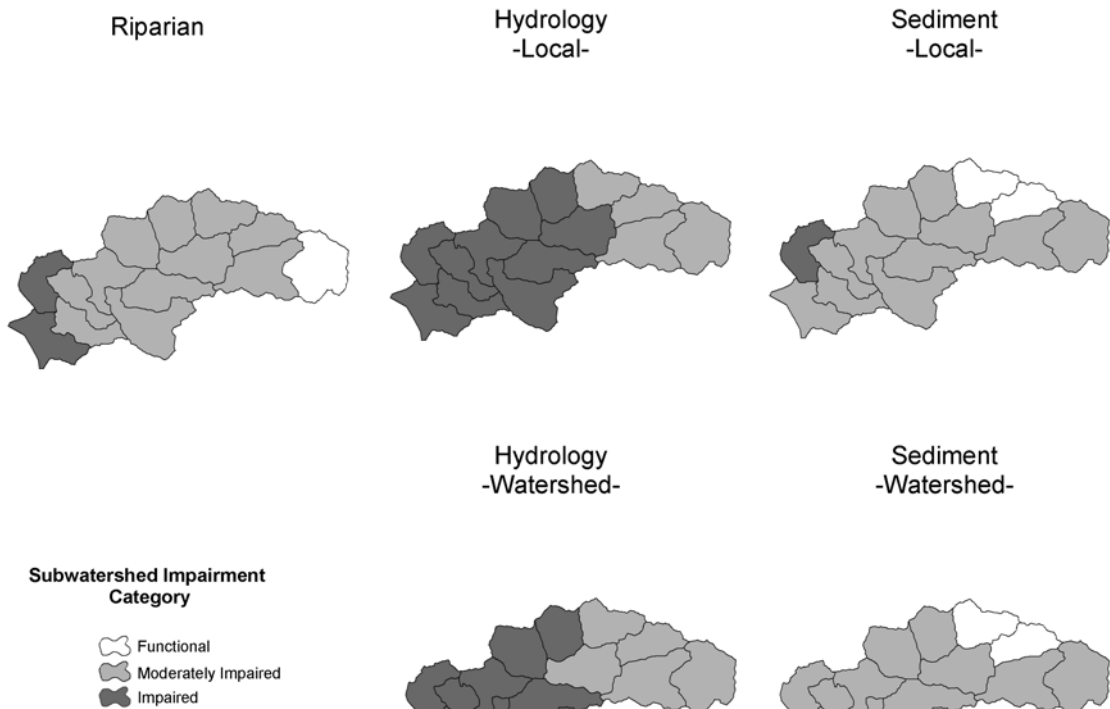 Riparian
Hydrology
-Local-
Sediment
-Local-
Hydrology
-Watershed-
Sediment
-Watershed-
Subwatershed Impairment
Category
Functional
Moderately Impaired
Impaired